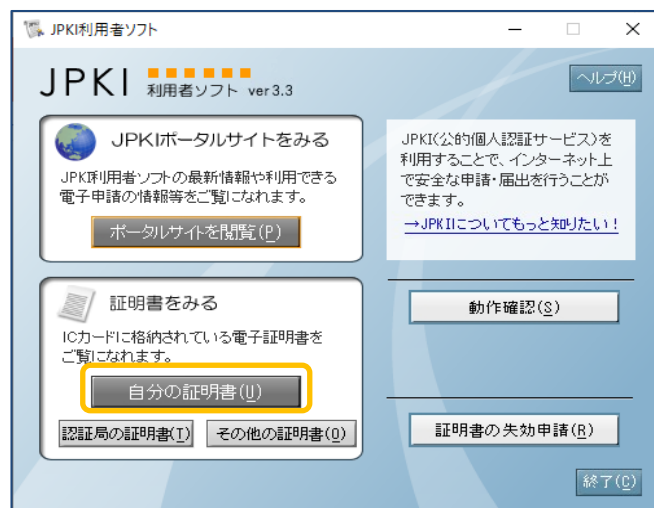 JPKI利用者ソフト
JPKI 利用者ソフト ver3.3
ヘルプ(H)
JPKIポータルサイトをみる
JPKI利用者ソフトの最新情報や利用できる
電子申請の情報等をご覧になれます。
ポータルサイトを閲覧(P)
JPKI(公的個人認証サービス)を
利用することで、インターネット上
で安全な申請・届出を行うことが
できます。
→JPKIについてもっと知りたい!
証明書をみる
ICカードに格納されている電子証明書を
ご覧になれます。
自分の証明書(U)
認証局の証明書(I)
その他の証明書(O)
動作確認(S)
証明書の失効申請(R)
終了(C)